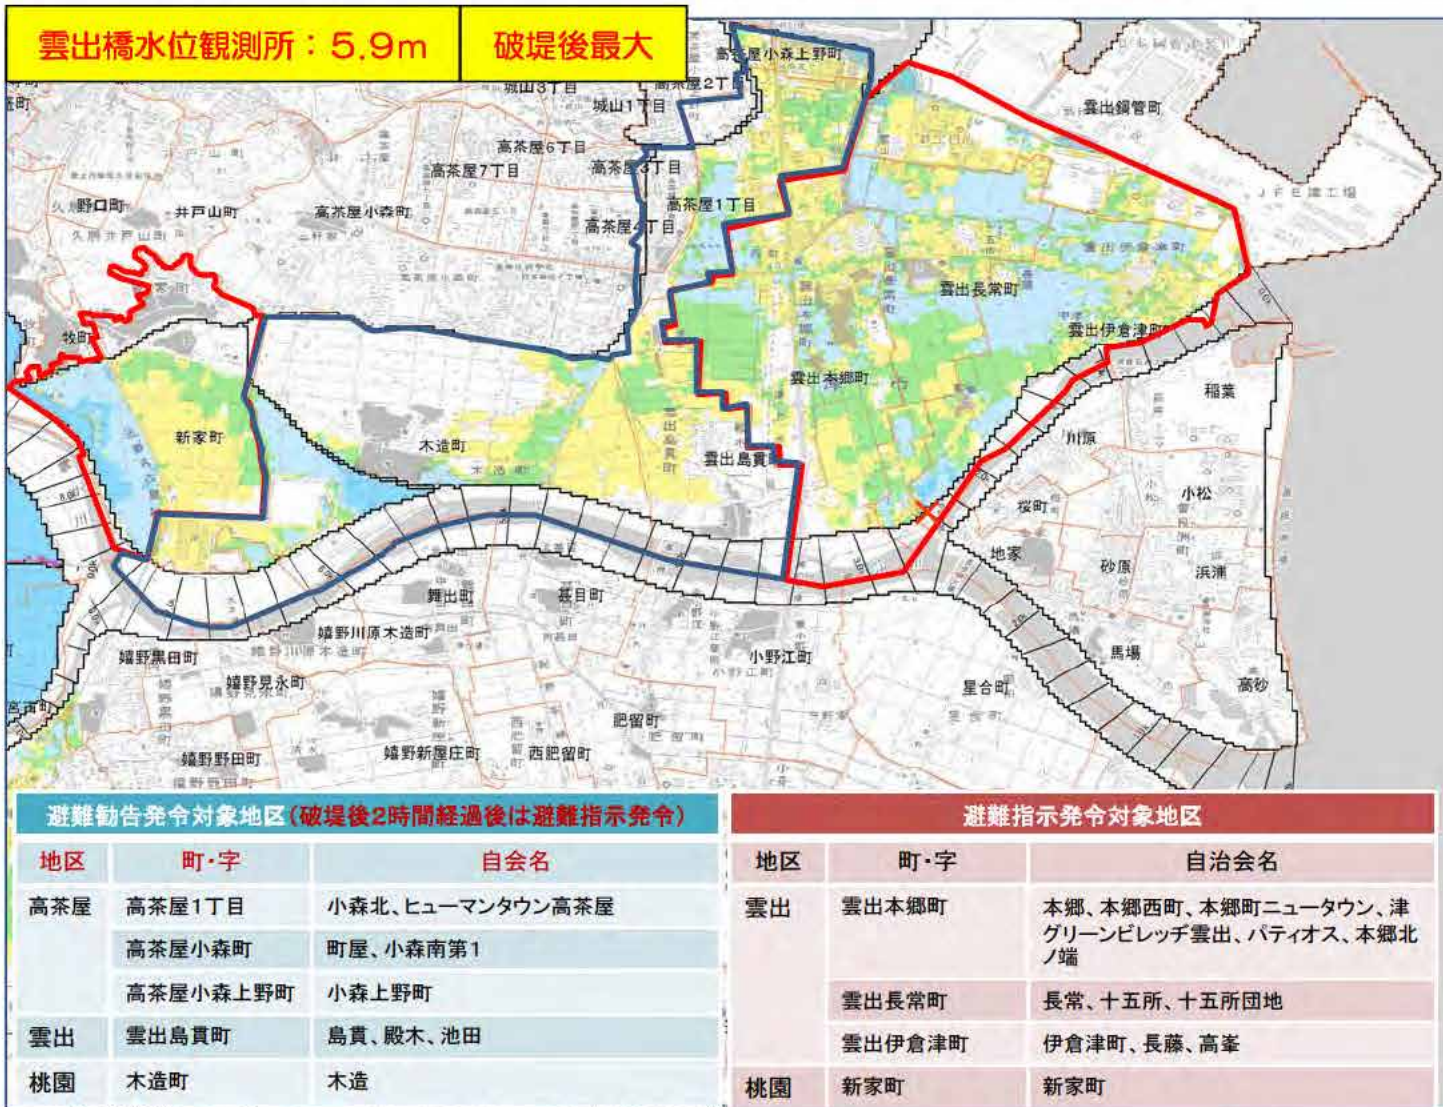 雲出橋水位観測所：5.9m
破堤後最大
高茶屋小森上野町
城山3丁目
高茶屋2丁目
城山1丁目
雲出鋼管町
高茶屋6丁目
高茶屋7丁目
高茶屋3丁目
JFE津工場
野口町
井戸山町
高茶屋小森町
高茶屋1丁目
高茶屋4丁目
久居井戸山町
雲出長常町
牧町
雲出伊倉津町
雲出本郷町
稲葉
新家町
木造町
川原
雲出島貫町
小松
桜町
地家
砂原
浜浦
舞出町
甚目町
嬉野川原木造町
嬉野黒田町
小野江町
馬場
嬉野見永町
星合町
高砂
肥留町
嬉野野田町
嬉野新屋庄町
西肥留町
避難勧告発令対象地区(破堤後2時間経過後は避難指示発令)
地区 町・字 自会名
高茶屋 高茶屋1丁目 小森北、ヒューマンタウン高茶屋
高茶屋小森町 町屋、小森南第1
高茶屋小森上野町 小森上野町
雲出 雲出島貫町 島貫、殿木、池田
桃園 木造町 木造
避難指示発令対象地区
地区 町・字 自治会名
雲出 雲出本郷町 本郷、本郷西町、本郷町ニュータウン、津
グリーンビレッヂ雲出、パティオス、本郷北
ノ端
雲出長常町 長常、十五所、十五所団地
雲出伊倉津町 伊倉津町、長藤、高峯
桃園 新家町 新家町